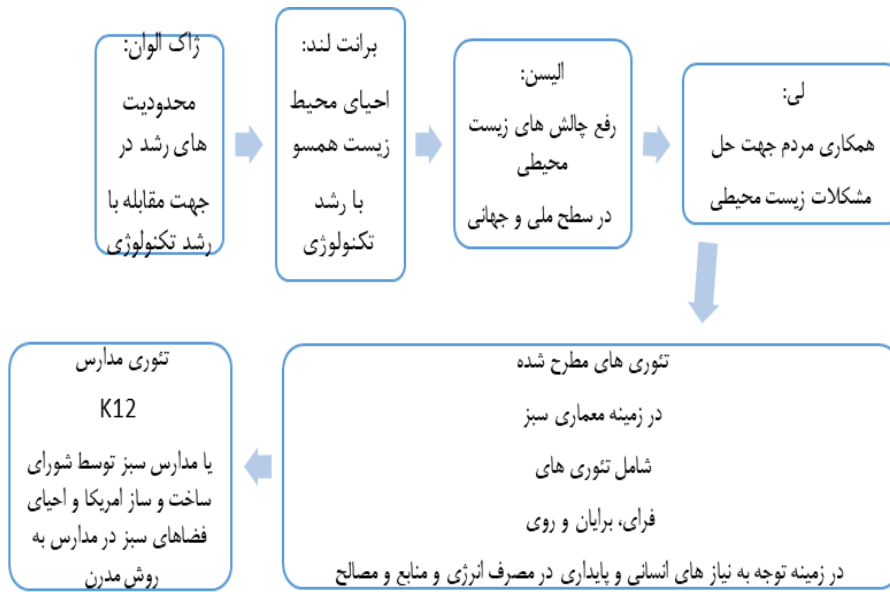 ژاک الوان:
محدودیت
های رشد در
جهت مقابله با
رشد تکنولوژی
برانت لند:
احیای محیط
زیست همسو
با رشد
تکنولوژی
الیسن:
رفع چالش های زیست
محیطی
در سطح ملی و جهانی
لی:
همکاری مردم جهت حل
مشکلات زیست محیطی
تئوری های مطرح شده
در زمینه معماری سبز
شامل تئوری های
فرای، برایان و روی
در زمینه توجه به نیاز های انسانی و پایداری در مصرف انرژی و منابع و مصالح
تئوری مدارس
K12
یا مدارس سبز توسط شورای
ساخت و ساز امریکا و احیای
فضاهای سبز در مدارس به
روش مدرن